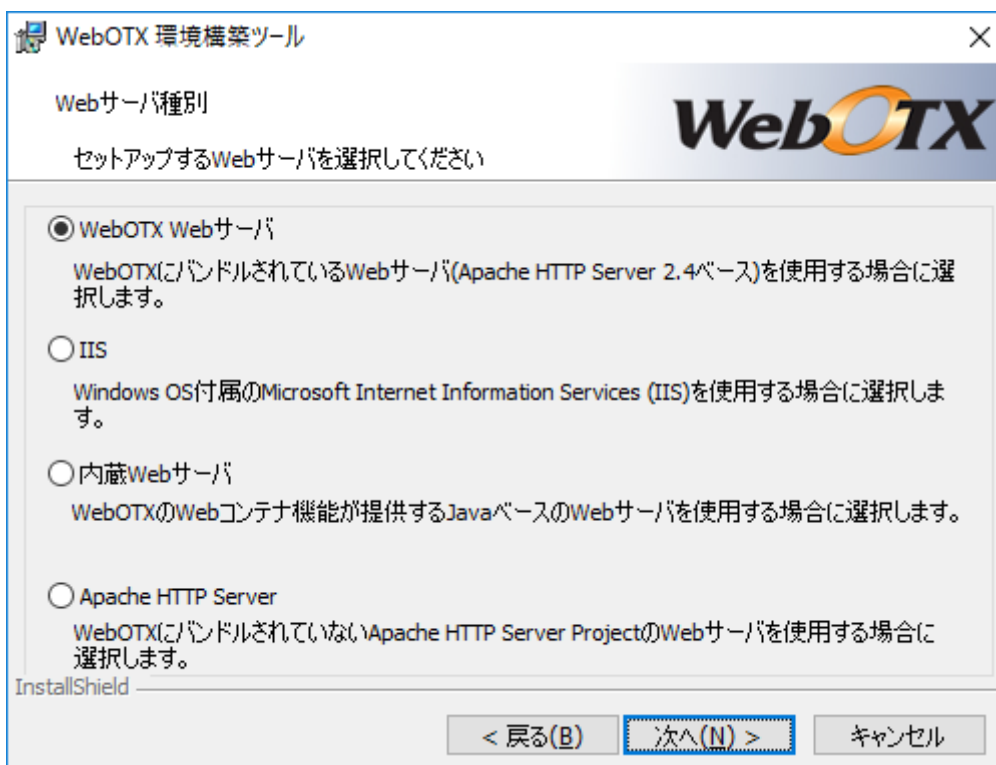 WebOTX 環境構築ツール
Webサーバ種別
WebOTX
セットアップするWebサーバを選択してください
WebOTX Webサーバ
WebOTXにバンドルされているWebサーバ(Apache HTTP Server 2.4ベース)を使用する場合に選
択します。
IIS
Windows OS付属のMicrosoft Internet Information Services (IIS)を使用する場合に選択しま
す。
内蔵Webサーバ
WebOTXのWebコンテナ機能が提供するJavaベースのWebサーバを使用する場合に選択します。
Apache HTTP Server
WebOTXにバンドルされていないApache HTTP Server ProjectのWebサーバを使用する場合に
選択します。
InstallShield
< 戻る(B)
次へ(N) >
キャンセル